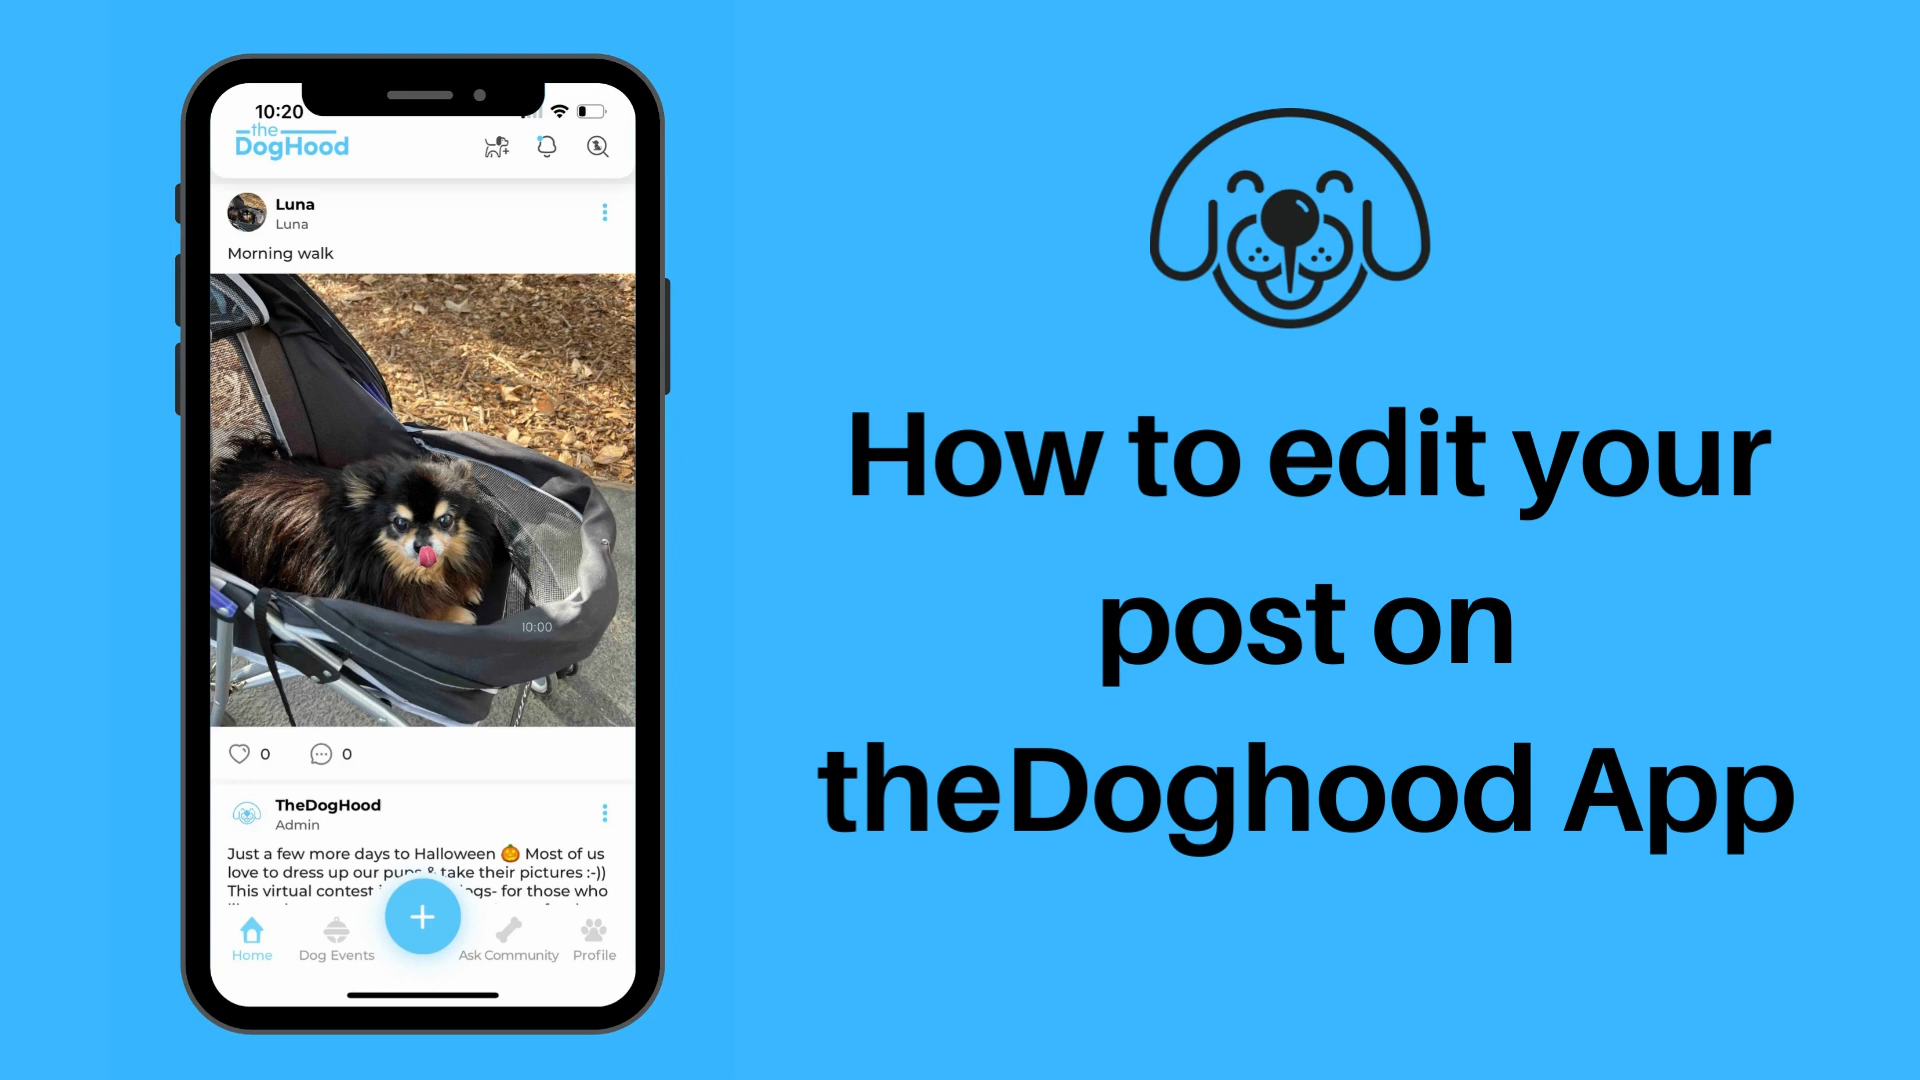 10:20
the
DogHood
Luna
Luna
Morning walk
10:00
0
0
TheDogHood
Admin
Just a few more days to Halloween 🎃 Most of us
love to dress up our pups & take their pictures :-))
This virtual contest - for those who
Home
Dog Events
+
Ask Community
Profile
How to edit your
post on
theDoghood App